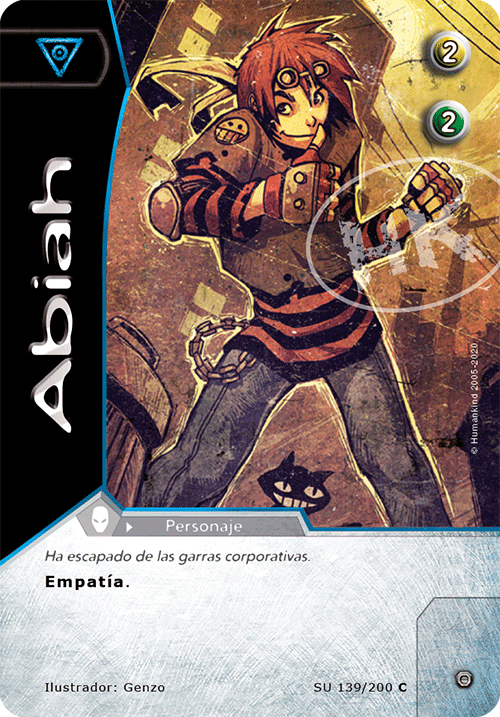 2
2
Abiah
HK
© Humankind 2005-2020
Personaje
Ha escapado de las garras corporativas.
Empatía.
Ilustrador: Genzo
SU 139/200 C